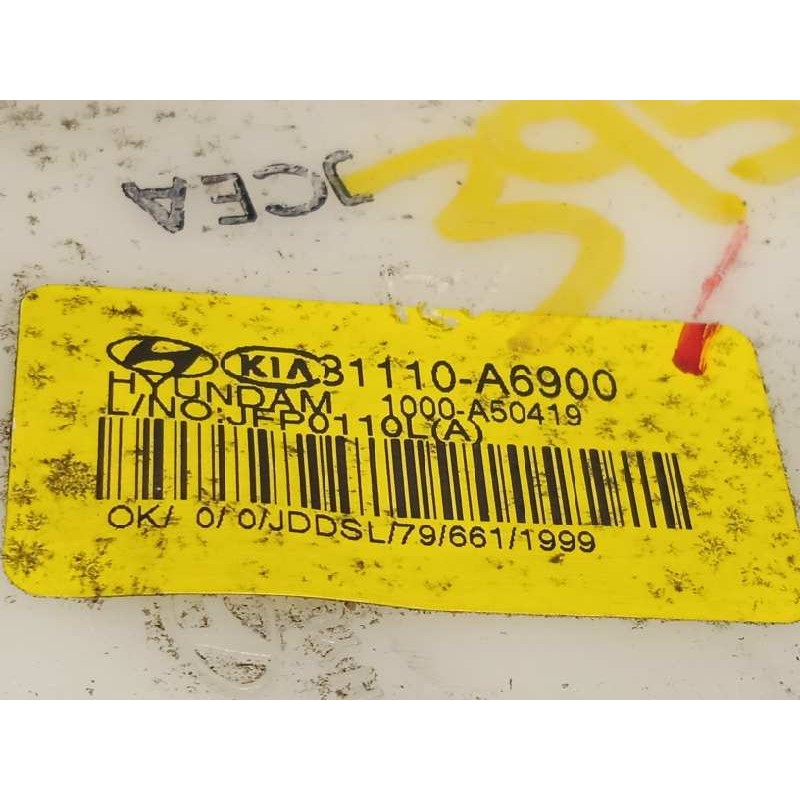 JCEA
KIA 31110-A6900
HYUNDAM 1000-A50419
L/NO:JFP0110L(A)
OK/ 0/ 0/JDDSL/79/661/1999